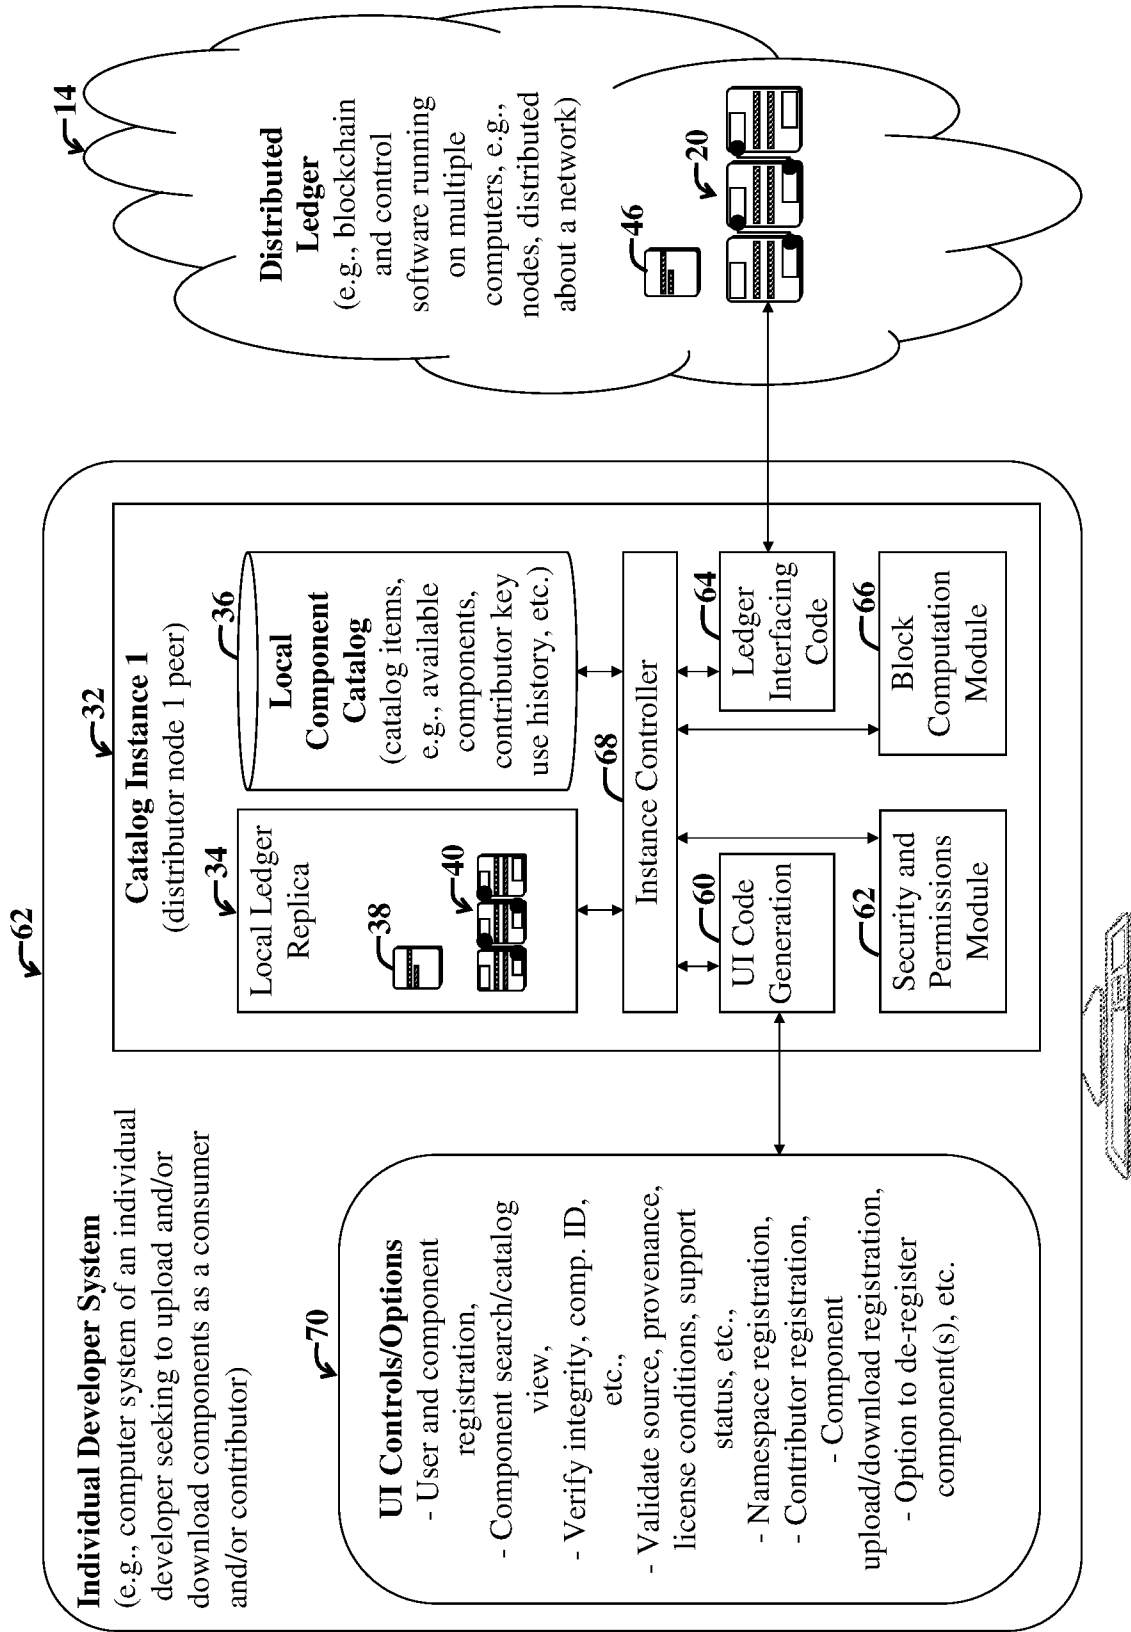 62
Individual Developer System
(e.g., computer system of an individual
developer seeking to upload and/or
download components as a consumer
and/or contributor)
70
UI Controls/Options
- User and component
registration,
- Component search/catalog
view,
- Verify integrity, comp. ID,
etc.,
- Validate source, provenance,
license conditions, support
status, etc.,
- Namespace registration,
- Contributor registration,
- Component
upload/download registration,
- Option to de-register
component(s), etc.
32
Catalog Instance 1
(distributor node 1 peer)
34
Local Ledger
Replica
38
40
36
Local
Component
Catalog
(catalog items,
e.g., available
components,
contributor key
use history, etc.)
68
Instance Controller
60
UI Code
Generation
64
Ledger
Interfacing
Code
62
Security and
Permissions
Module
66
Block
Computation
Module
14
Distributed
Ledger
(e.g., blockchain
and control
software running
on multiple
computers, e.g.,
nodes, distributed
about a network)
46
20